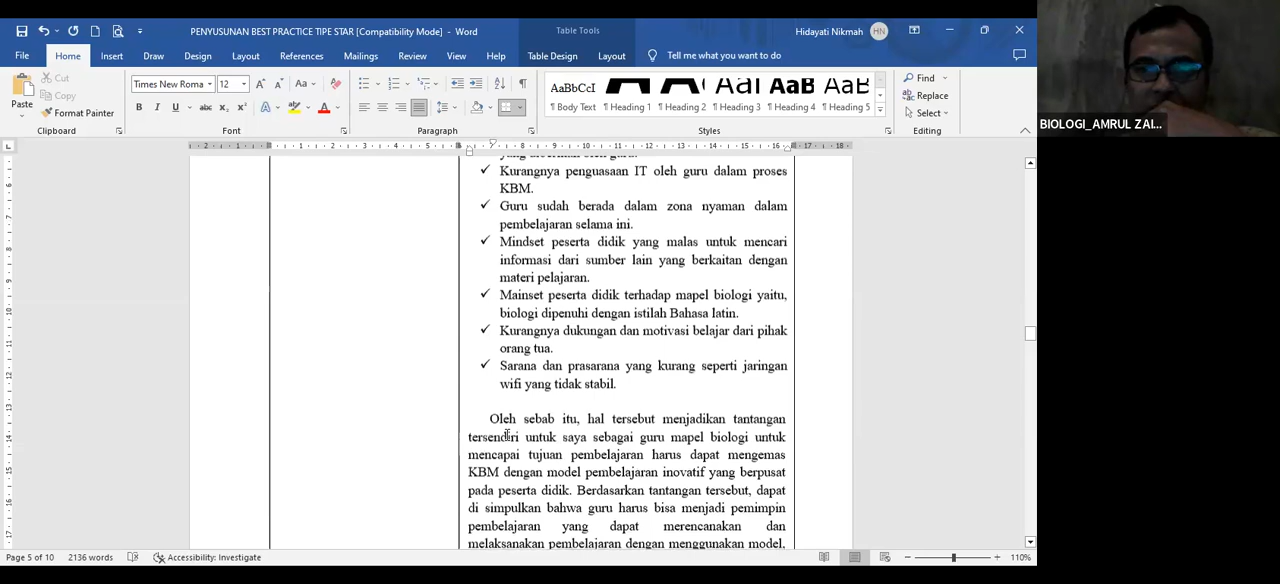 PENYUSUNAN BEST PRACTICE TIPE STAR [Compatibility Mode] - Word
Table Tools
Hidayati Nikmah HN
File Home Insert Draw Design Layout References Mailings Review View Help Table Design Layout Tell me what you want to do
Paste
Cut
Copy
Format Painter
Clipboard
Times New Roma 12
Font
Paragraph
AaBbCcI
¶ Body Text
¶ Heading 1
¶ Heading 2
AaI
¶ Heading 3
AaB
¶ Heading 4
AaBb
¶ Heading 5
Styles
Find
Replace
Select
Editing
BIOLOGI_AMRUL ZAI...
yang diberikan oleh guru.
✓ Kurangnya penguasaan IT oleh guru dalam proses
KBM.
✓ Guru sudah berada dalam zona nyaman dalam
pembelajaran selama ini.
✓ Mindset peserta didik yang malas untuk mencari
informasi dari sumber lain yang berkaitan dengan
materi pelajaran.
✓ Mainset peserta didik terhadap mapel biologi yaitu,
biologi dipenuhi dengan istilah Bahasa latin.
✓ Kurangnya dukungan dan motivasi belajar dari pihak
orang tua.
✓ Sarana dan prasarana yang kurang seperti jaringan
wifi yang tidak stabil.
Oleh sebab itu, hal tersebut menjadikan tantangan
tersendiri untuk saya sebagai guru mapel biologi untuk
mencapai tujuan pembelajaran harus dapat mengemas
KBM dengan model pembelajaran inovatif yang berpusat
pada peserta didik. Berdasarkan tantangan tersebut, dapat
di simpulkan bahwa guru harus bisa menjadi pemimpin
pembelajaran yang dapat merencanakan dan
melaksanakan pembelajaran dengan menggunakan model,
Page 5 of 10 2136 words Accessibility: Investigate 110%